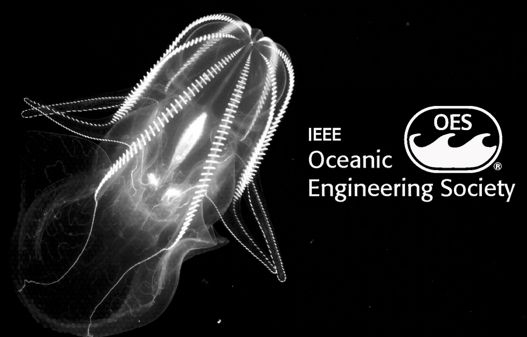 IEEE
Oceanic
Engineering Society
OES
®